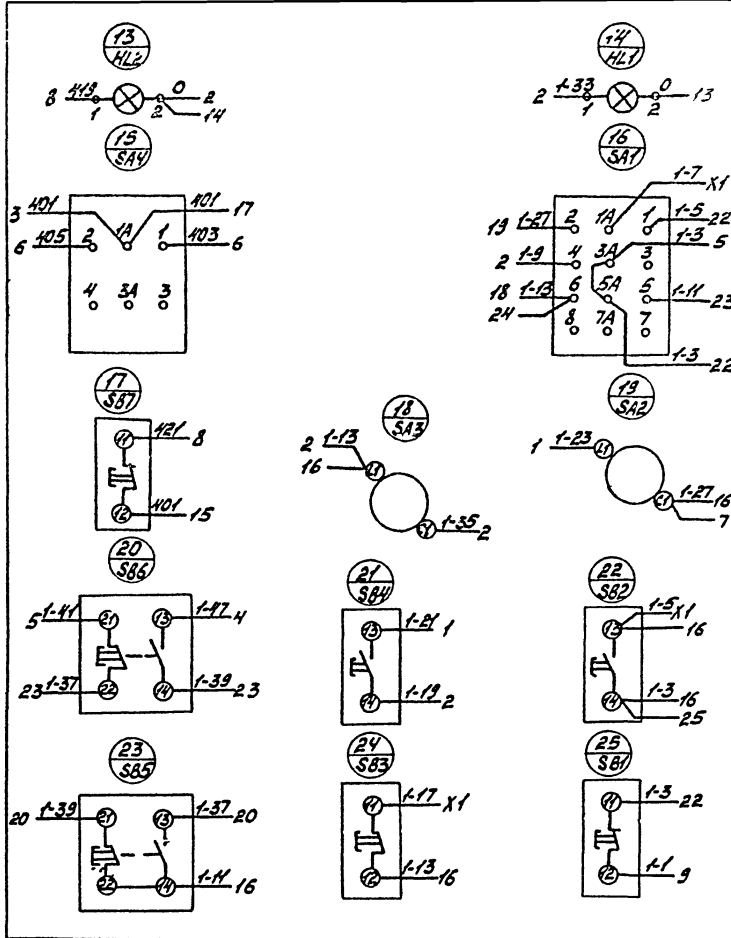 13
HL2
8 419 1 2 0 2
14
14
HL1
2 1-33 1 2 0 13
15
SA4
3 401 401 17
6 405 2 1A 1 403 6
4 3A 3
16
SA1
1-7 X1
19 1-27 2 1A 1 1-5 22
2 1-9 4 3A 3 1-3 5
18 1-13 6 5A 5 1-11 23
24 8 7A 7
1-3 22
17
SB7
11 421 8
12 401 15
18
SA3
2 1-13
16 L1
1-35 2
19
SA2
1 1-23 L1
1-27 16
7
20
SB6
5 1-41 21 13 1-47 4
23 1-37 22 14 1-39 23
21
SB4
13 1-21 1
14 1-19 2
22
SB2
1-5 X1
13 16
14 1-3 16
25
23
SB5
20 1-39 21 13 1-37 20
22 14 1-11 16
24
SB3
11 1-17 X1
12 1-13 16
25
SB1
11 1-3 22
12 1-1 9